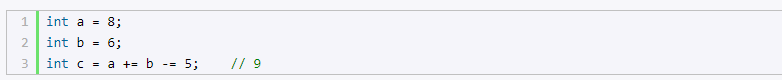 1 int a = 8;
2 int b = 6;
3 int c = a += b -= 5;    // 9